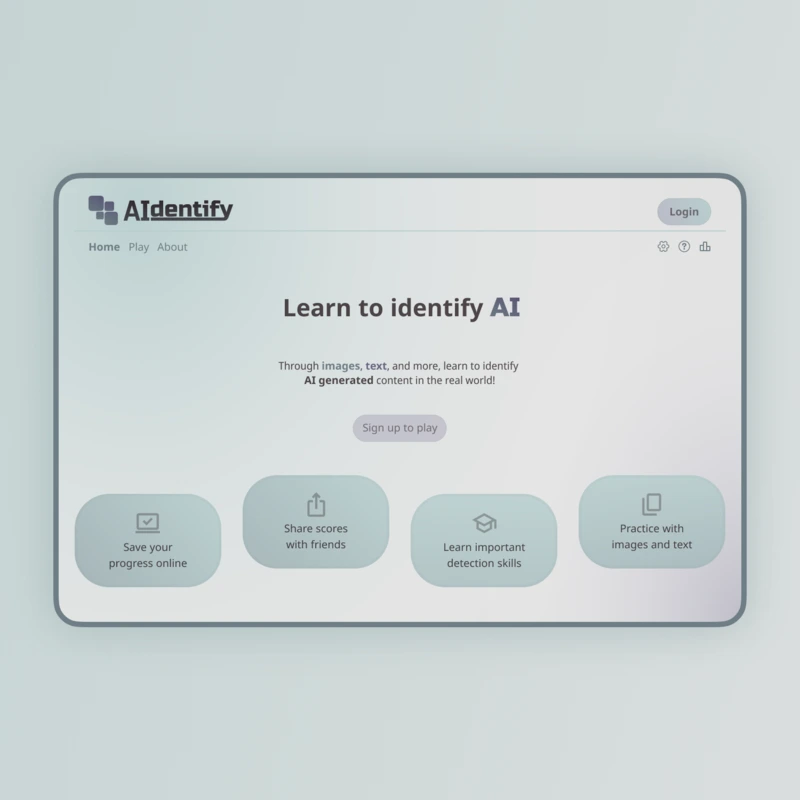 AIdentify
Login
Home Play About
Learn to identify AI
Through images, text, and more, learn to identify
AI generated content in the real world!
Sign up to play
Save your
progress online
Share scores
with friends
Learn important
detection skills
Practice with
images and text